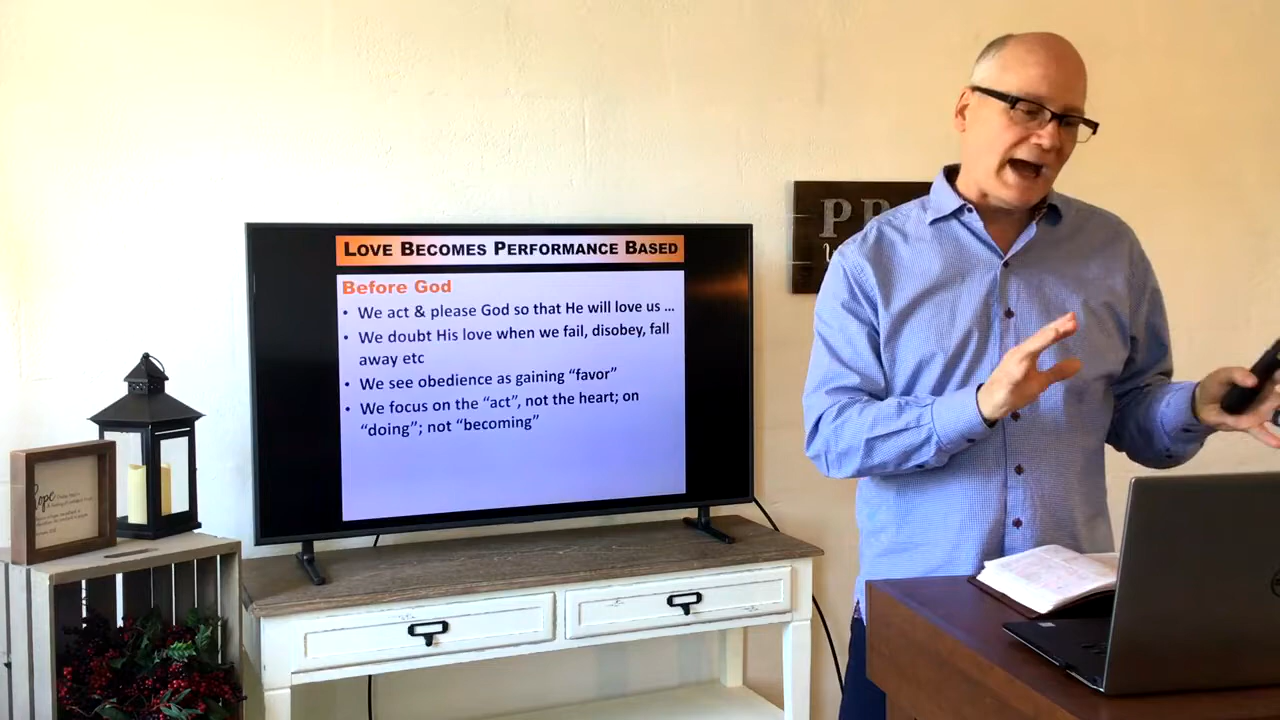 LOVE BECOMES PERFORMANCE BASED
Before God
• We act & please God so that He will love us ...
• We doubt His love when we fail, disobey, fall
away etc
• We see obedience as gaining “favor”
• We focus on the “act”, not the heart; on
“doing”; not “becoming”
hope